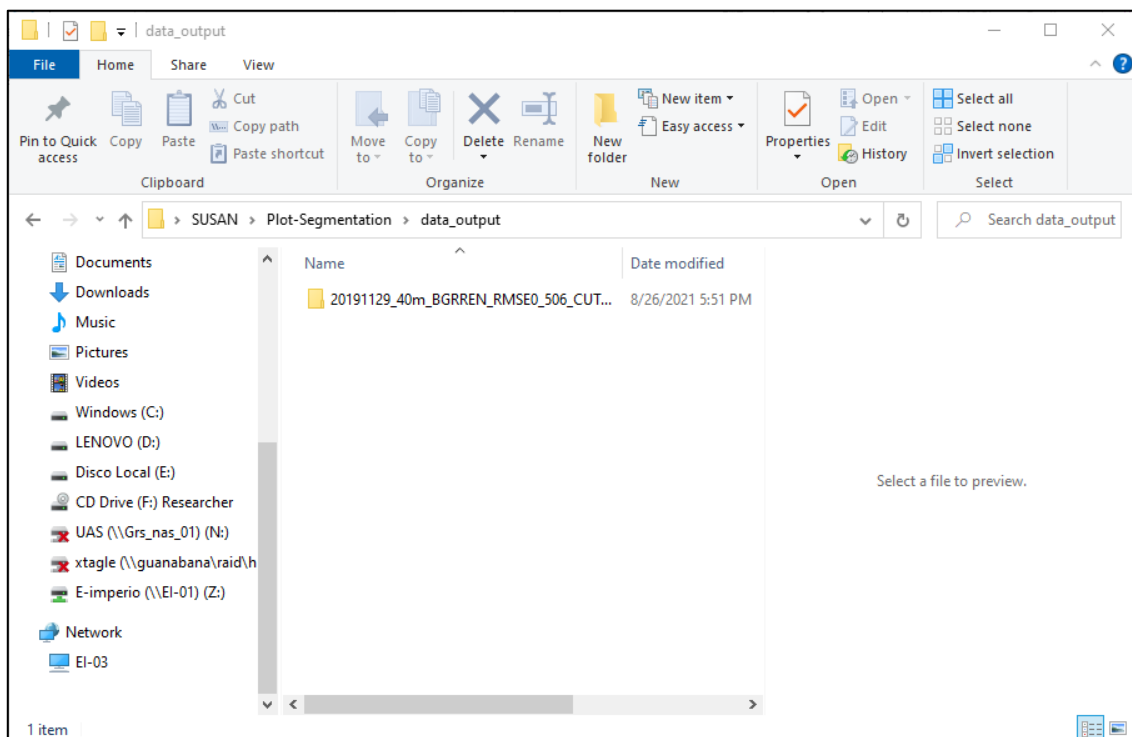 data_output
File Home Share View
Pin to Quick access
Copy
Paste
Cut
Copy path
Paste shortcut
Clipboard
Move to
Copy to
Delete
Rename
Organize
New folder
New item
Easy access
New
Properties
Open
Edit
History
Open
Select all
Select none
Invert selection
Select
SUSAN > Plot-Segmentation > data_output
Search data_output
Documents
Downloads
Music
Pictures
Videos
Windows (C:)
LENOVO (D:)
Disco Local (E:)
CD Drive (F:) Researcher
UAS (\\Grs_nas_01) (N:)
xtagle (\\guanabana\raid\h
E-imperio (\\EI-01) (Z:)
Network
EI-03
Name Date modified
20191129_40m_BGRREN_RMSE0_506_CUT... 8/26/2021 5:51 PM
Select a file to preview.
1 item